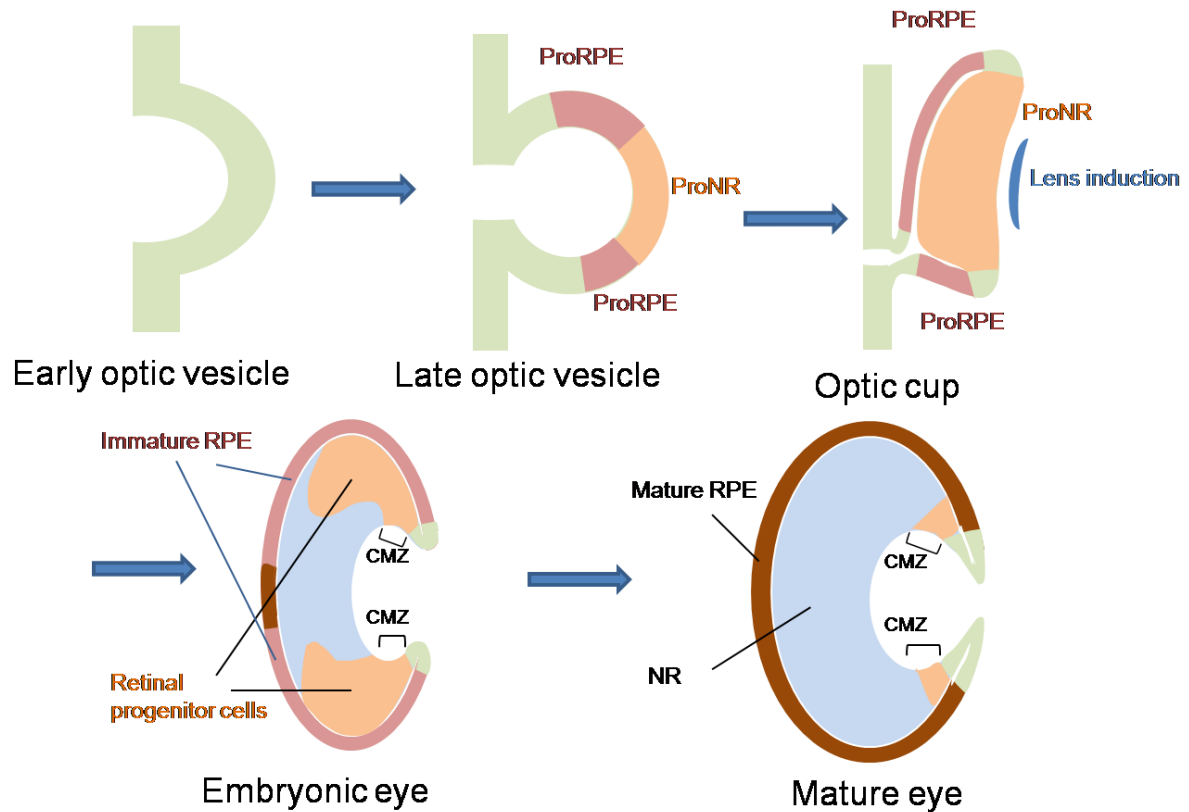 ProRPE
ProNR
ProRPE
ProRPE
ProNR
Lens induction
ProRPE
Early optic vesicle
Late optic vesicle
Optic cup
Immature RPE
CMZ
CMZ
Retinal
progenitor cells
Embryonic eye
Mature RPE
CMZ
CMZ
NR
Mature eye